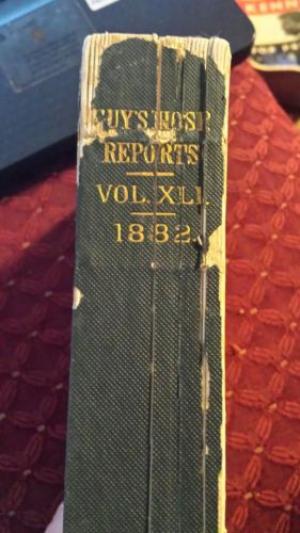 GUY'S HOSP
REPORTS
VOL. XLI.
1882.